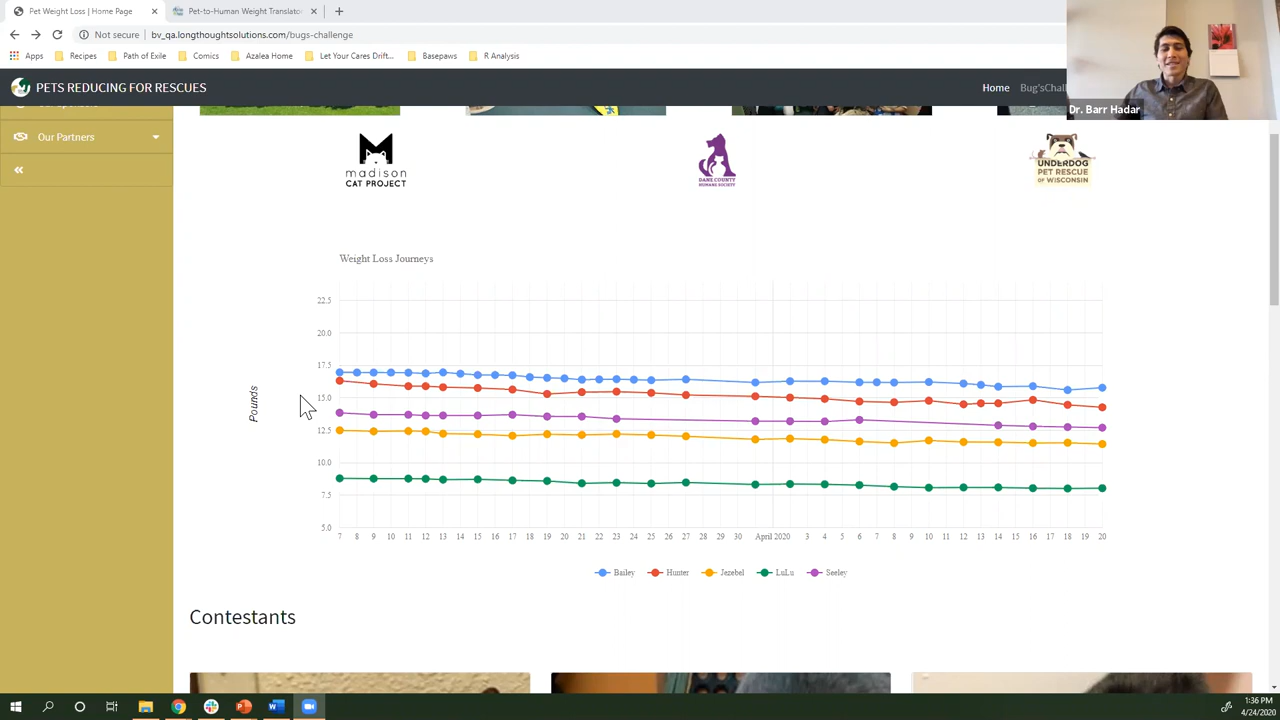 Pet Weight Loss | Home Page
Pet-to-Human Weight Translator
Not secure | bv_qa.longthoughtsolutions.com/bugs-challenge
Apps Recipes Path of Exile Comics Azalea Home Let Your Cares Drift... Basepaws R Analysis
PETS REDUCING FOR RESCUES
Home Bug'sChal
Dr. Barr Hadar
Our Partners
madison
CAT PROJECT
DANE COUNTY
HUMANE SOCIETY
UNDERDOG
PET RESCUE
OF WISCONSIN
Weight Loss Journeys
Pounds
22.5
20.0
17.5
15.0
12.5
10.0
7.5
5.0
7 8 9 10 11 12 13 14 15 16 17 18 19 20 21 22 23 24 25 26 27 28 29 30 April 2020 3 4 5 6 7 8 9 10 11 12 13 14 15 16 17 18 19 20
Bailey Hunter Jezebel LuLu Seeley
Contestants
1:36 PM
4/24/2020